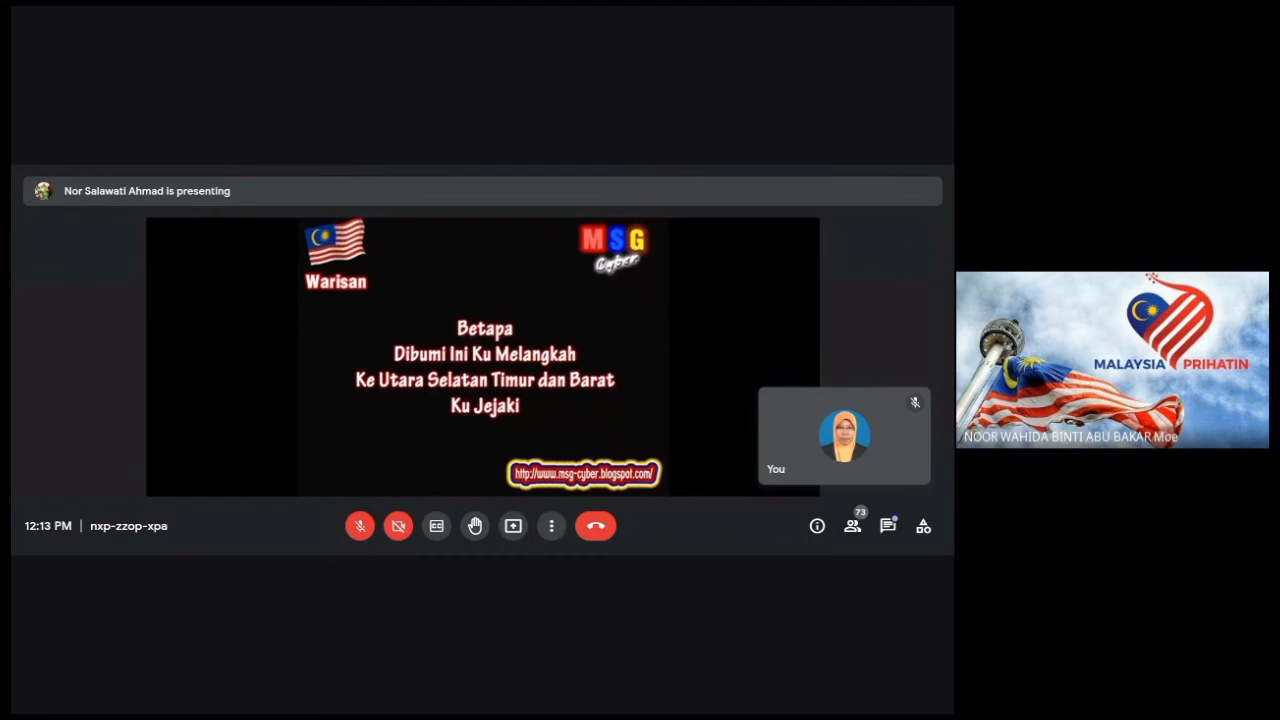 Nor Salawati Ahmad is presenting
Warisan
MSG
Cyber
Betapa
Dibumi Ini Ku Melangkah
Ke Utara Selatan Timur dan Barat
Ku Jejaki
http://www.msg-cyber.blogspot.com/
You
12:13 PM | nxp-zzop-xpa
CC
73
MALAYSIA PRIHATIN
NOOR WAHIDA BINTI ABU BAKAR Moe